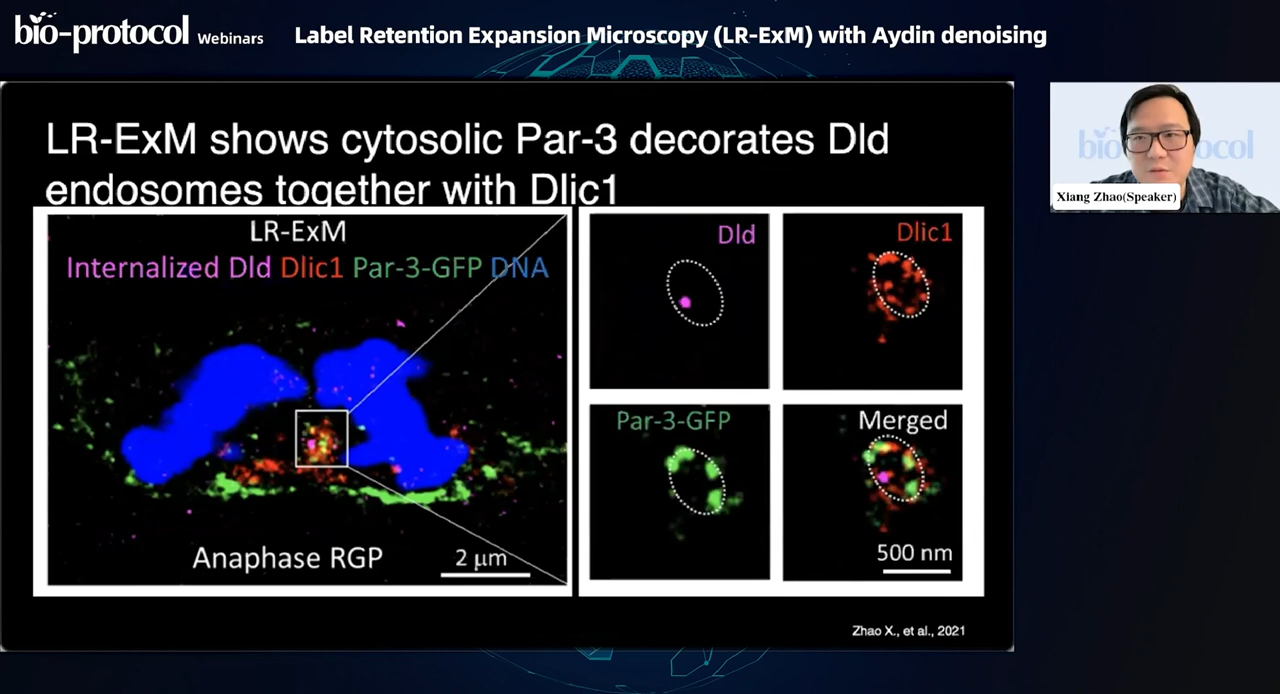 bio-protocol Webinars Label Retention Expansion Microscopy (LR-ExM) with Aydin denoising
LR-ExM shows cytosolic Par-3 decorates Dld
endosomes together with Dlic1
LR-ExM
Internalized Dld Dlic1 Par-3-GFP DNA
Anaphase RGP
2 μm
Dld
Dlic1
Par-3-GFP
Merged
500 nm
Zhao X., et al., 2021
bio ocol
Xiang Zhao(Speaker)